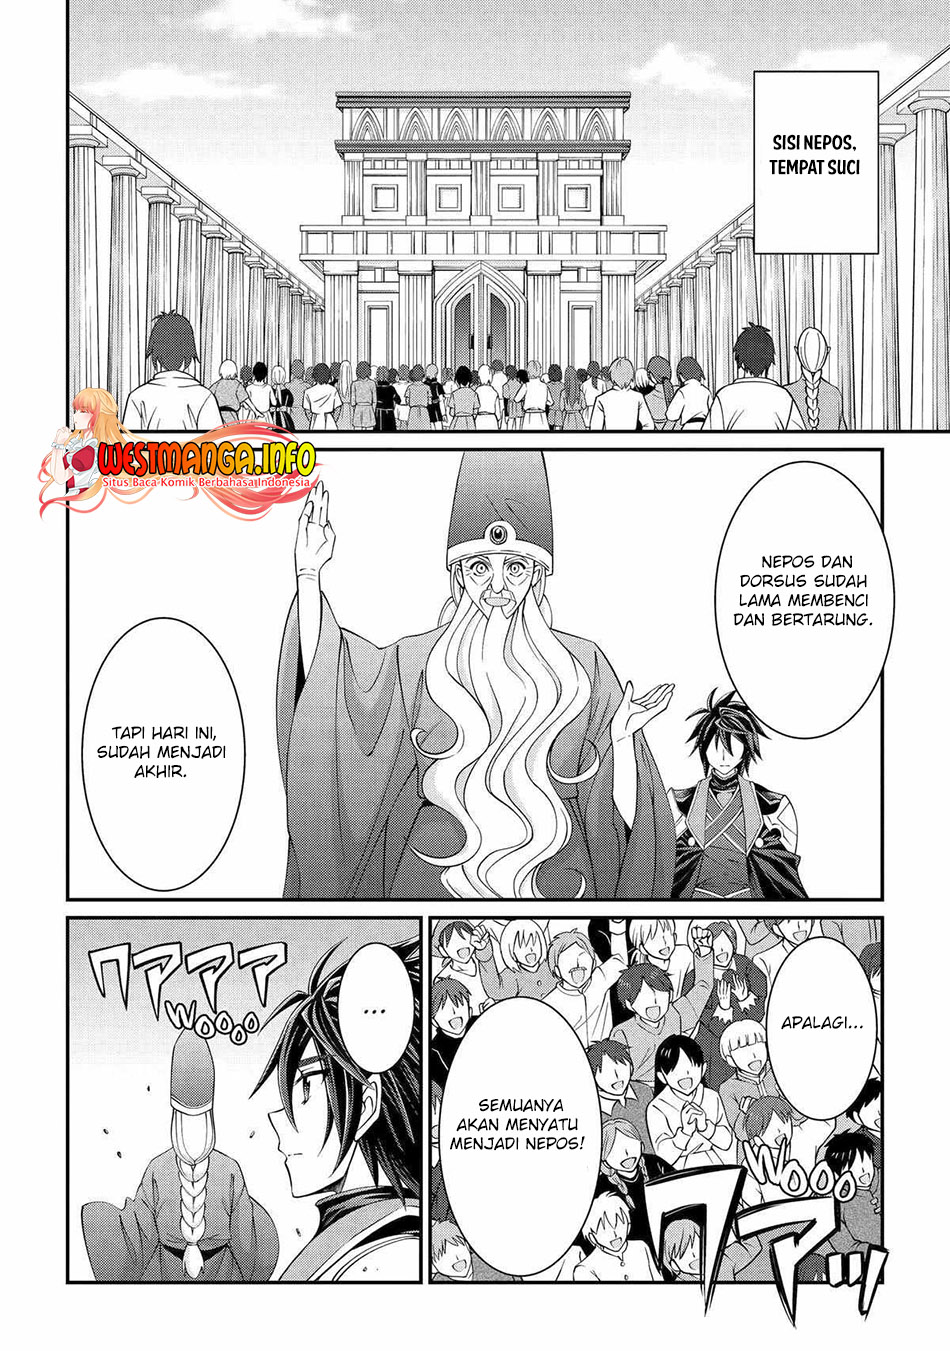 SISI NEPOS,
TEMPAT SUCI
WESTMANGA.INFO
Situs Baca Komik Berbahasa Indonesia
NEPOS DAN
DORSUS SUDAH
LAMA MEMBENCI
DAN BERTARUNG.
TAPI HARI INI,
SUDAH MENJADI
AKHIR.
APALAGI...
SEMUANYA
AKAN MENYATU
MENJADI NEPOS!
WOOO
ワアーッ
...
ワアアア
WOOOO